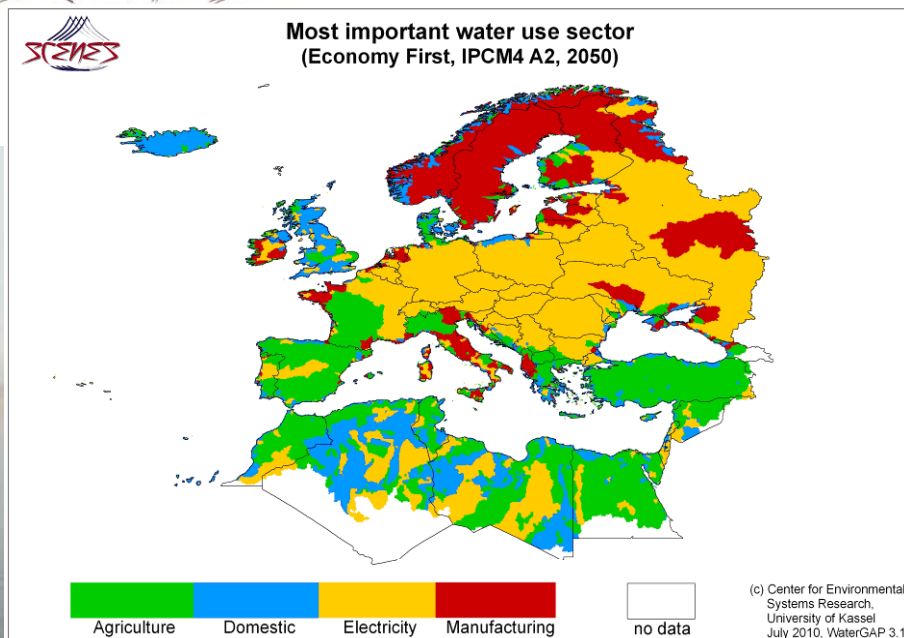 SCENES
Most important water use sector
(Economy First, IPCM4 A2, 2050)
Agriculture
Domestic
Electricity
Manufacturing
no data
(c) Center for Environmental
Systems Research,
University of Kassel
July 2010, WaterGAP 3.1